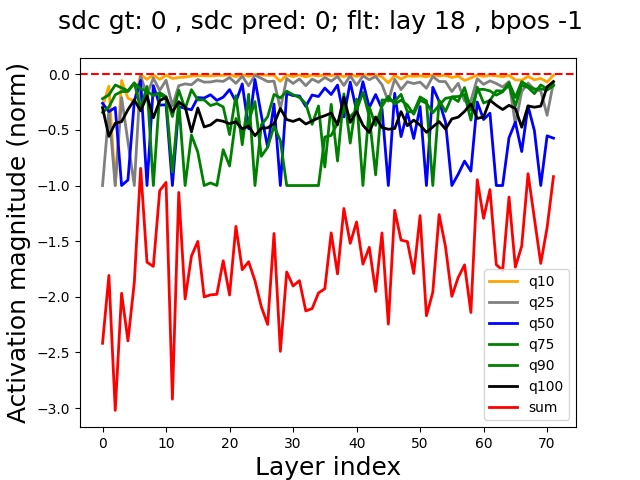 sdc gt: 0 , sdc pred: 0; flt: lay 18 , bpos -1
Activation magnitude (norm)
0.0
−0.5
−1.0
−1.5
−2.0
−2.5
−3.0
q10
q25
q50
q75
q90
q100
sum
0 10 20 30 40 50 60 70
Layer index